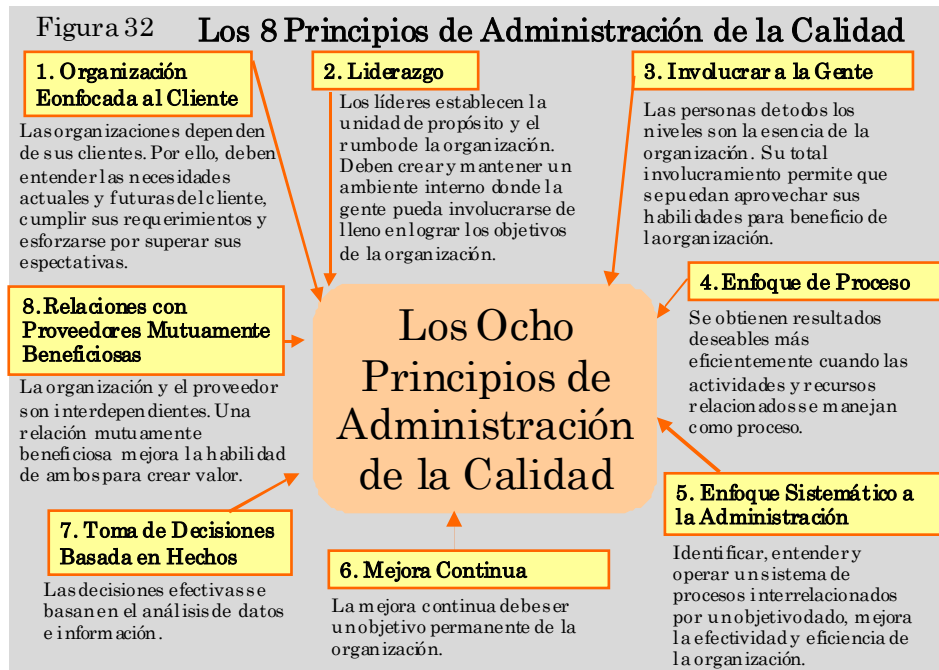 Figura 32
Los 8 Principios de Administración de la Calidad
1. Organización
Eonfocada al Cliente
Las organizaciones dependen
de sus clientes. Por ello, deben
entender las necesidades
actuales y futuras del cliente,
cumplir sus requerimientos y
esforzarse por superar sus
espectativas.
2. Liderazgo
Los líderes establecen la
unidad de propósito y el
rumbo de la organización.
Deben crear y mantener un
ambiente interno donde la
gente pueda involucrarse de
lleno en lograr los objetivos
de la organización.
3. Involucrar a la Gente
Las personas de todos los
niveles son la esencia de la
organización. Su total
involucramiento permite que
se puedan aprovechar sus
habilidades para beneficio de
la organización.
4. Enfoque de Proceso
Se obtienen resultados
deseables más
eficientemente cuando las
actividades y recursos
relacionados se manejan
como proceso.
5. Enfoque Sistemático a
la Administración
Identificar, entender y
operar un sistema de
procesos interrelacionados
por un objetivo dado, mejora
la efectividad y eficiencia de
la organización.
6. Mejora Continua
La mejora continua debe ser
un objetivo permanente de la
organización.
7. Toma de Decisiones
Basada en Hechos
Las decisiones efectivas se
basan en el análisis de datos
e información.
8. Relaciones con
Proveedores Mutuamente
Beneficiosas
La organización y el proveedor
son interdependientes. Una
relación mutuamente
beneficiosa mejora la habilidad
de ambos para crear valor.
Los Ocho
Principios de
Administración
de la Calidad